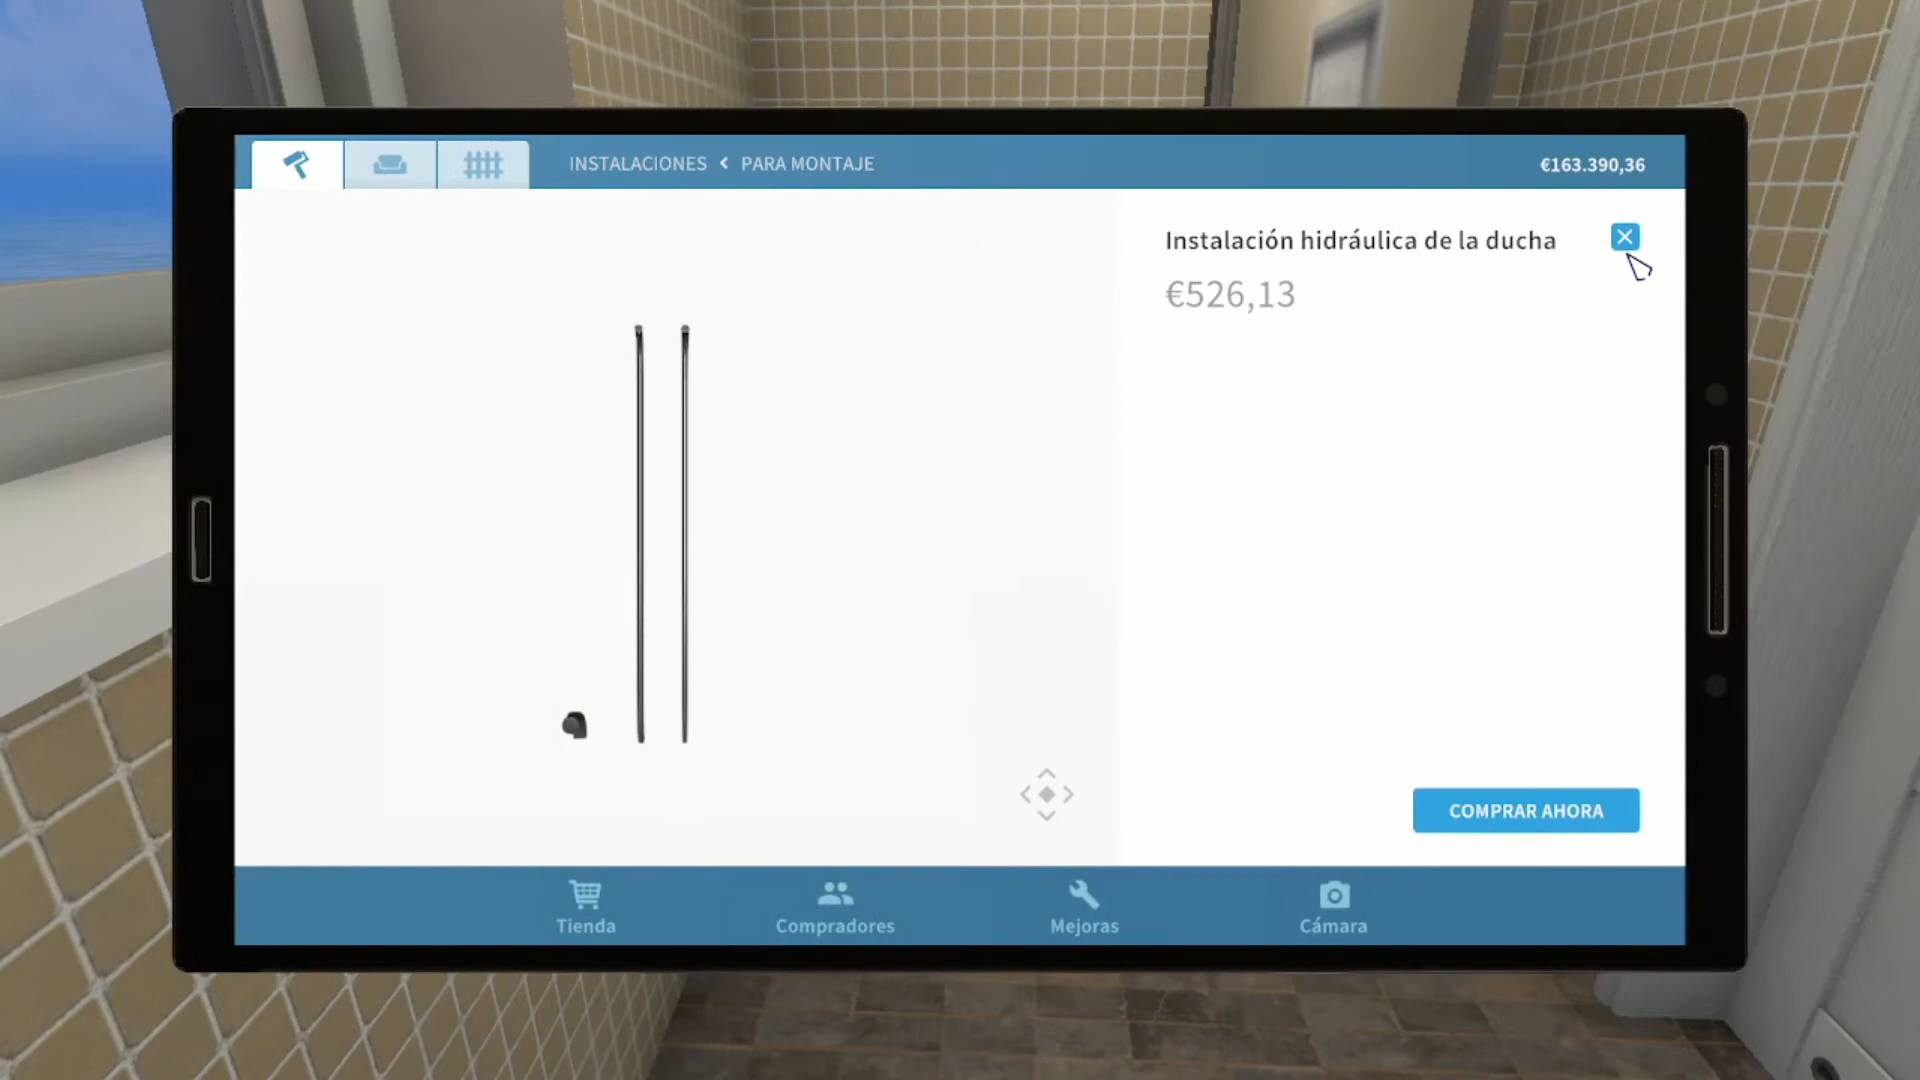 INSTALACIONES < PARA MONTAJE
€163.390,36
Instalación hidráulica de la ducha
€526,13
COMPRAR AHORA
Tienda
Compradores
Mejoras
Cámara